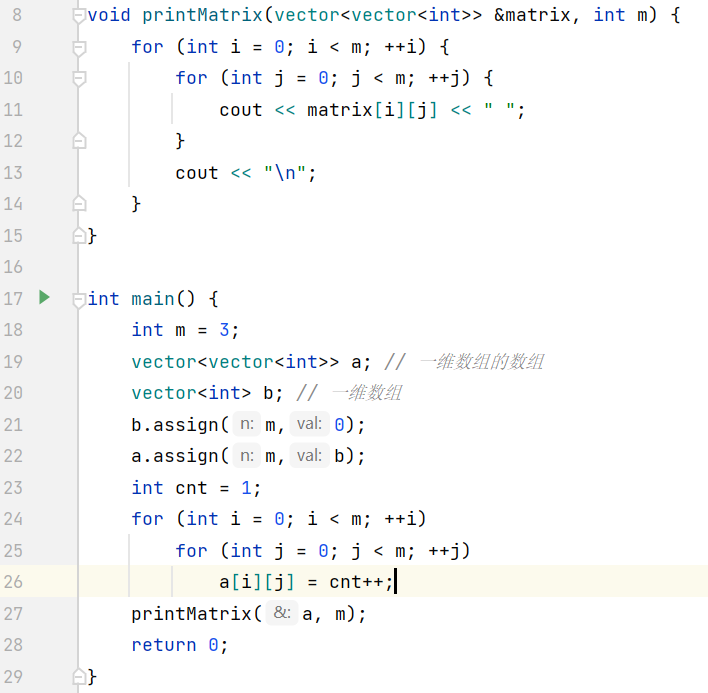 8 void printMatrix(vector<vector<int>> &matrix, int m) {
9 for (int i = 0; i < m; ++i) {
10 for (int j = 0; j < m; ++j) {
11 cout << matrix[i][j] << " ";
12 }
13 cout << "\n";
14 }
15 }
16
17 int main() {
18 int m = 3;
19 vector<vector<int>> a; // 一维数组的数组
20 vector<int> b; // 一维数组
21 b.assign( n: m, val: 0);
22 a.assign( n: m, val: b);
23 int cnt = 1;
24 for (int i = 0; i < m; ++i)
25 for (int j = 0; j < m; ++j)
26 a[i][j] = cnt++;
27 printMatrix( &: a, m);
28 return 0;
29 }